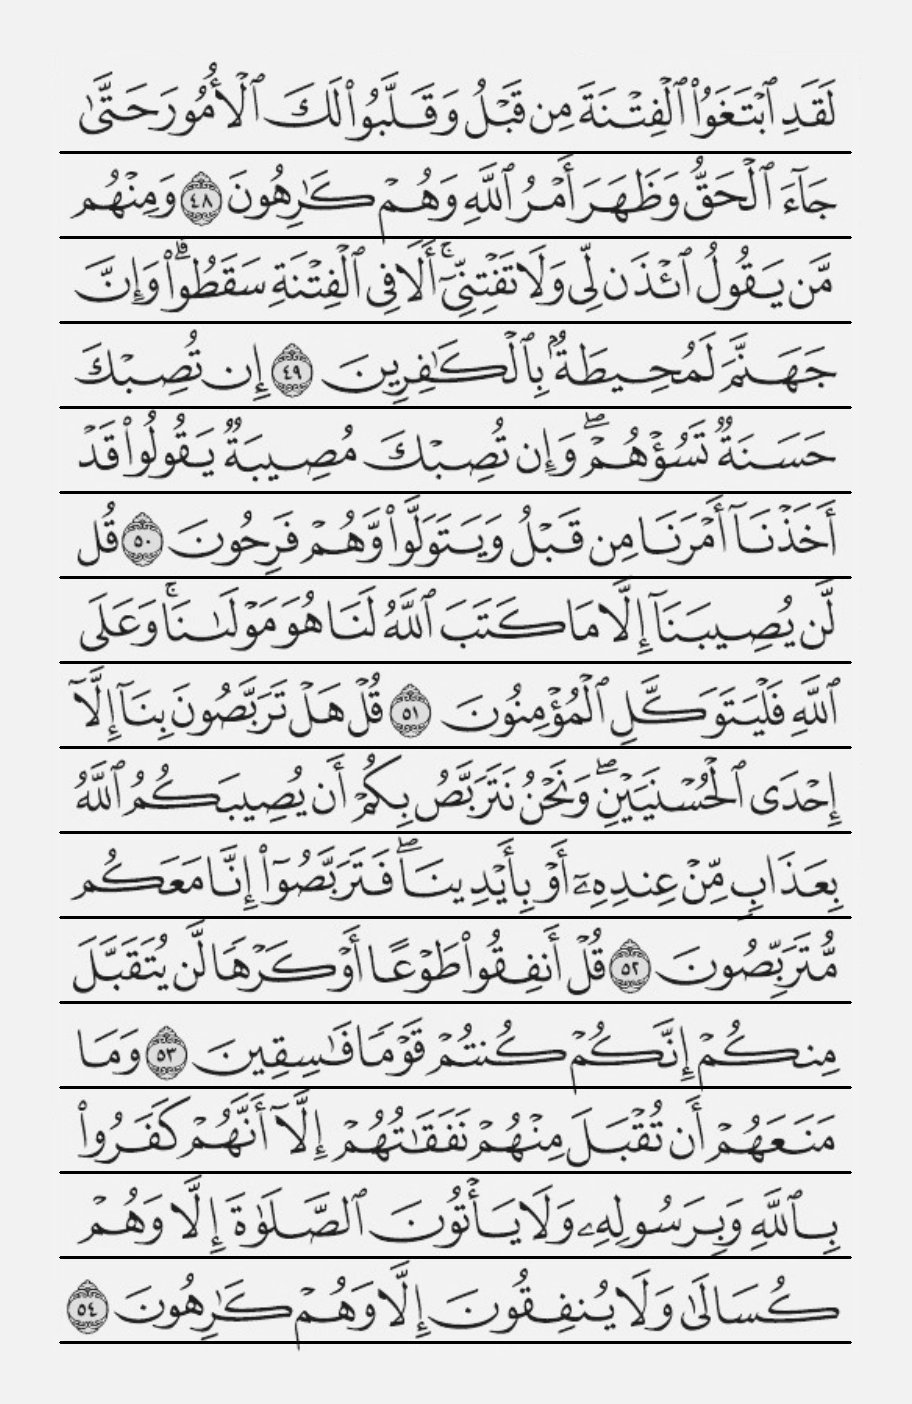 لَقَدِ ٱبۡتَغَوُاْ ٱلۡفِتۡنَةَ مِن قَبۡلُ وَقَلَّبُواْ لَكَ ٱلۡأُمُورَ حَتَّىٰ
جَآءَ ٱلۡحَقُّ وَظَهَرَ أَمۡرُ ٱللَّهِ وَهُمۡ كَٰرِهُونَ ٤٨ وَمِنۡهُم
مَّن يَقُولُ ٱئۡذَن لِّي وَلَا تَفۡتِنِّيٓۚ أَلَا فِي ٱلۡفِتۡنَةِ سَقَطُواْۗ وَإِنَّ
جَهَنَّمَ لَمُحِيطَةُۢ بِٱلۡكَٰفِرِينَ ٤٩ إِن تُصِبۡكَ
حَسَنَةٞ تَسُؤۡهُمۡۖ وَإِن تُصِبۡكَ مُصِيبَةٞ يَقُولُواْ قَدۡ
أَخَذۡنَآ أَمۡرَنَا مِن قَبۡلُ وَيَتَوَلَّواْ وَّهُمۡ فَرِحُونَ ٥٠ قُل
لَّن يُصِيبَنَآ إِلَّا مَا كَتَبَ ٱللَّهُ لَنَا هُوَ مَوۡلَىٰنَاۚ وَعَلَى
ٱللَّهِ فَلۡيَتَوَكَّلِ ٱلۡمُؤۡمِنُونَ ٥١ قُلۡ هَلۡ تَرَبَّصُونَ بِنَآ إِلَّآ
إِحۡدَى ٱلۡحُسۡنَيَيۡنِۖ وَنَحۡنُ نَتَرَبَّصُ بِكُمۡ أَن يُصِيبَكُمُ ٱللَّهُ
بِعَذَابٖ مِّنۡ عِندِهِۦٓ أَوۡ بِأَيۡدِينَاۖ فَتَرَبَّصُوٓاْ إِنَّا مَعَكُم
مُّتَرَبِّصُونَ ٥٢ قُلۡ أَنفِقُواْ طَوۡعًا أَوۡ كَرۡهٗا لَّن يُتَقَبَّلَ
مِنكُمۡ إِنَّكُمۡ كُنتُمۡ قَوۡمٗا فَٰسِقِينَ ٥٣ وَمَا
مَنَعَهُمۡ أَن تُقۡبَلَ مِنۡهُمۡ نَفَقَٰتُهُمۡ إِلَّآ أَنَّهُمۡ كَفَرُواْ
بِٱللَّهِ وَبِرَسُولِهِۦ وَلَا يَأۡتُونَ ٱلصَّلَوٰةَ إِلَّا وَهُمۡ
كُسَالَىٰ وَلَا يُنفِقُونَ إِلَّا وَهُمۡ كَٰرِهُونَ ٥٤